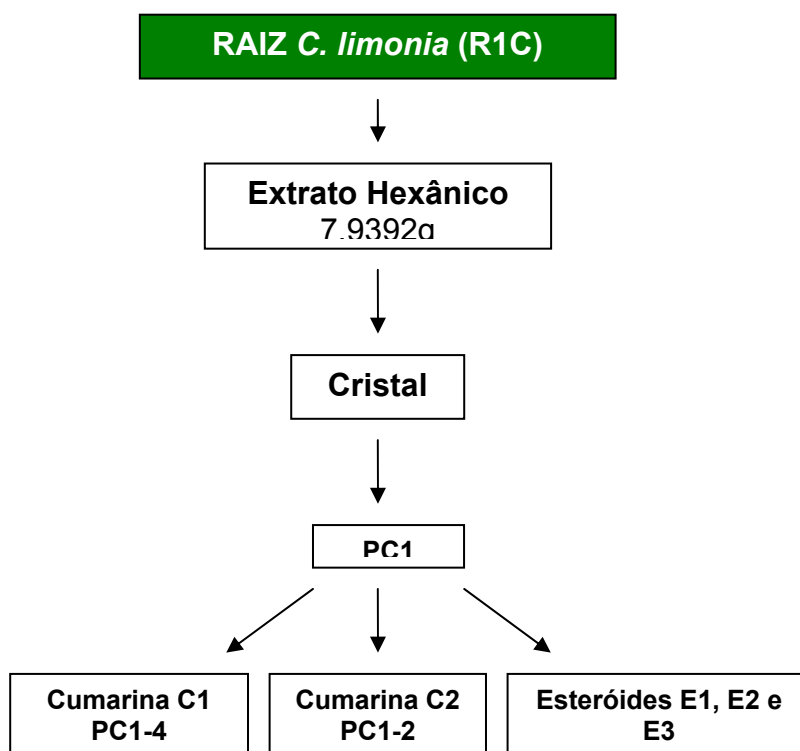 RAIZ C. limonia (R1C)
Extrato Hexânico
7.9392g
Cristal
PC1
Cumarina C1
PC1-4
Cumarina C2
PC1-2
Esteróides E1, E2 e
E3